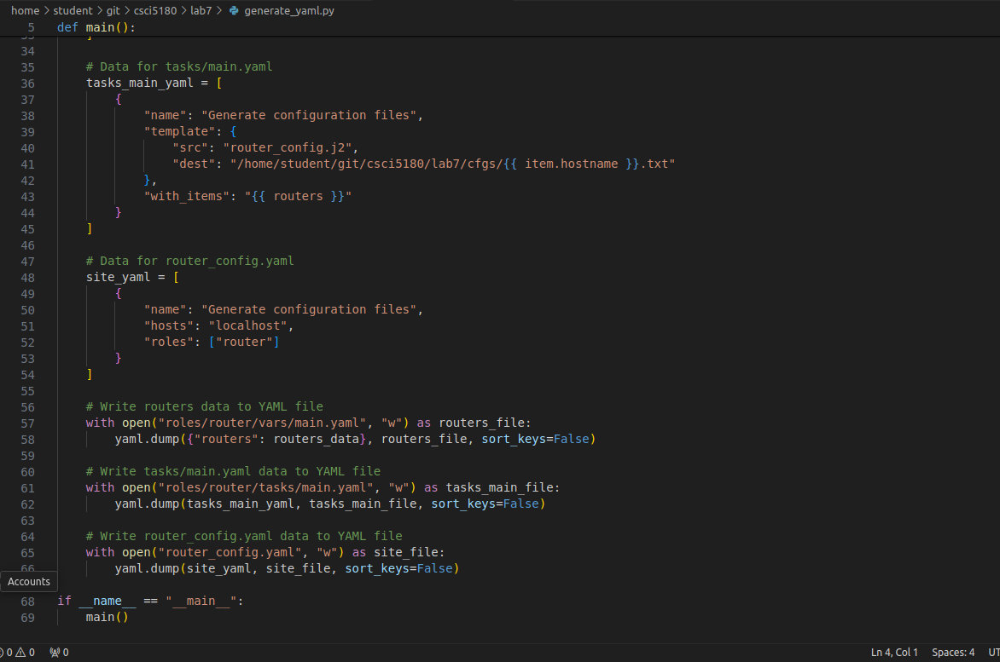 home > student > git > csci5180 > lab7 > generate_yaml.py
5 def main():
34
35 # Data for tasks/main.yaml
36 tasks_main_yaml = [
37 {
38 "name": "Generate configuration files",
39 "template": {
40 "src": "router_config.j2",
41 "dest": "/home/student/git/csci5180/lab7/cfgs/{{ item.hostname }}.txt"
42 },
43 "with_items": "{{ routers }}"
44 }
45 ]
46
47 # Data for router_config.yaml
48 site_yaml = [
49 {
50 "name": "Generate configuration files",
51 "hosts": "localhost",
52 "roles": ["router"]
53 }
54 ]
55
56 # Write routers data to YAML file
57 with open("roles/router/vars/main.yaml", "w") as routers_file:
58 yaml.dump({"routers": routers_data}, routers_file, sort_keys=False)
59
60 # Write tasks/main.yaml data to YAML file
61 with open("roles/router/tasks/main.yaml", "w") as tasks_main_file:
62 yaml.dump(tasks_main_yaml, tasks_main_file, sort_keys=False)
63
64 # Write router_config.yaml data to YAML file
65 with open("router_config.yaml", "w") as site_file:
66 yaml.dump(site_yaml, site_file, sort_keys=False)
Accounts
68 if __name__ == "__main__":
69 main()
0 0 0 Ln 4, Col 1 Spaces: 4